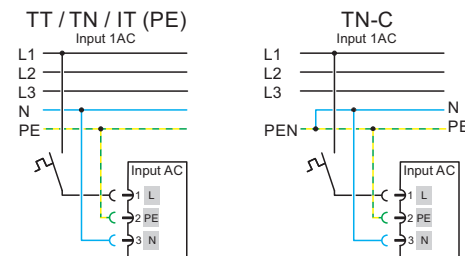 TT / TN / IT (PE)
Input 1AC
L1
L2
L3
N
PE
Input AC
1 L
2 PE
3 N
TN-C
Input 1AC
L1
L2
L3
PEN
N
PE
Input AC
1 L
2 PE
3 N